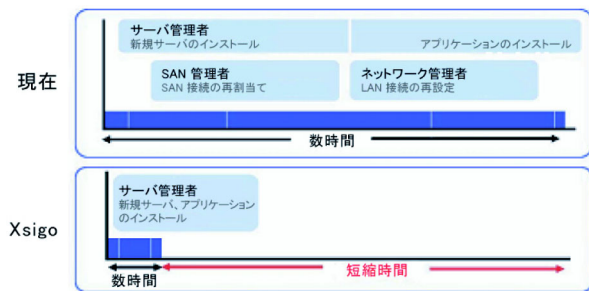 サーバ管理者
新規サーバのインストール
アプリケーションのインストール
現在
SAN 管理者
SAN 接続の再割当て
ネットワーク管理者
LAN 接続の再設定
数時間
サーバ管理者
新規サーバ、アプリケーション
のインストール
Xsigo
数時間
短縮時間